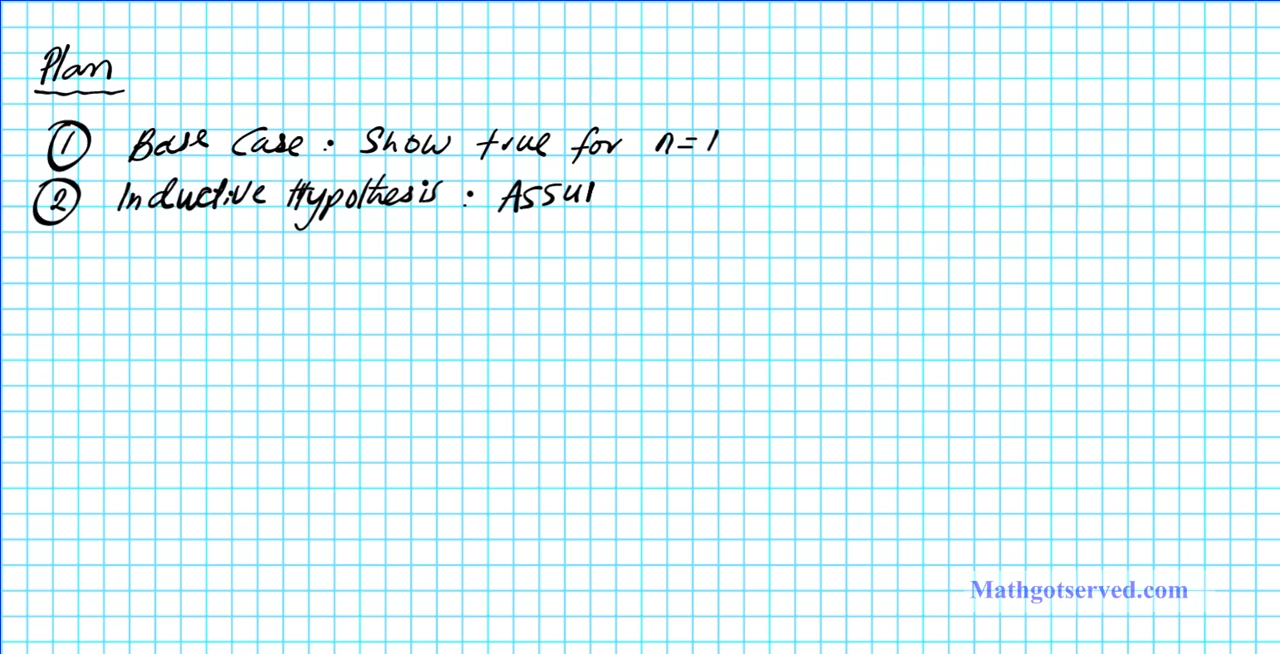 Plan
1 Base Case: Show true for n=1
2 Inductive Hypothesis: Assu
Mathgotserved.com